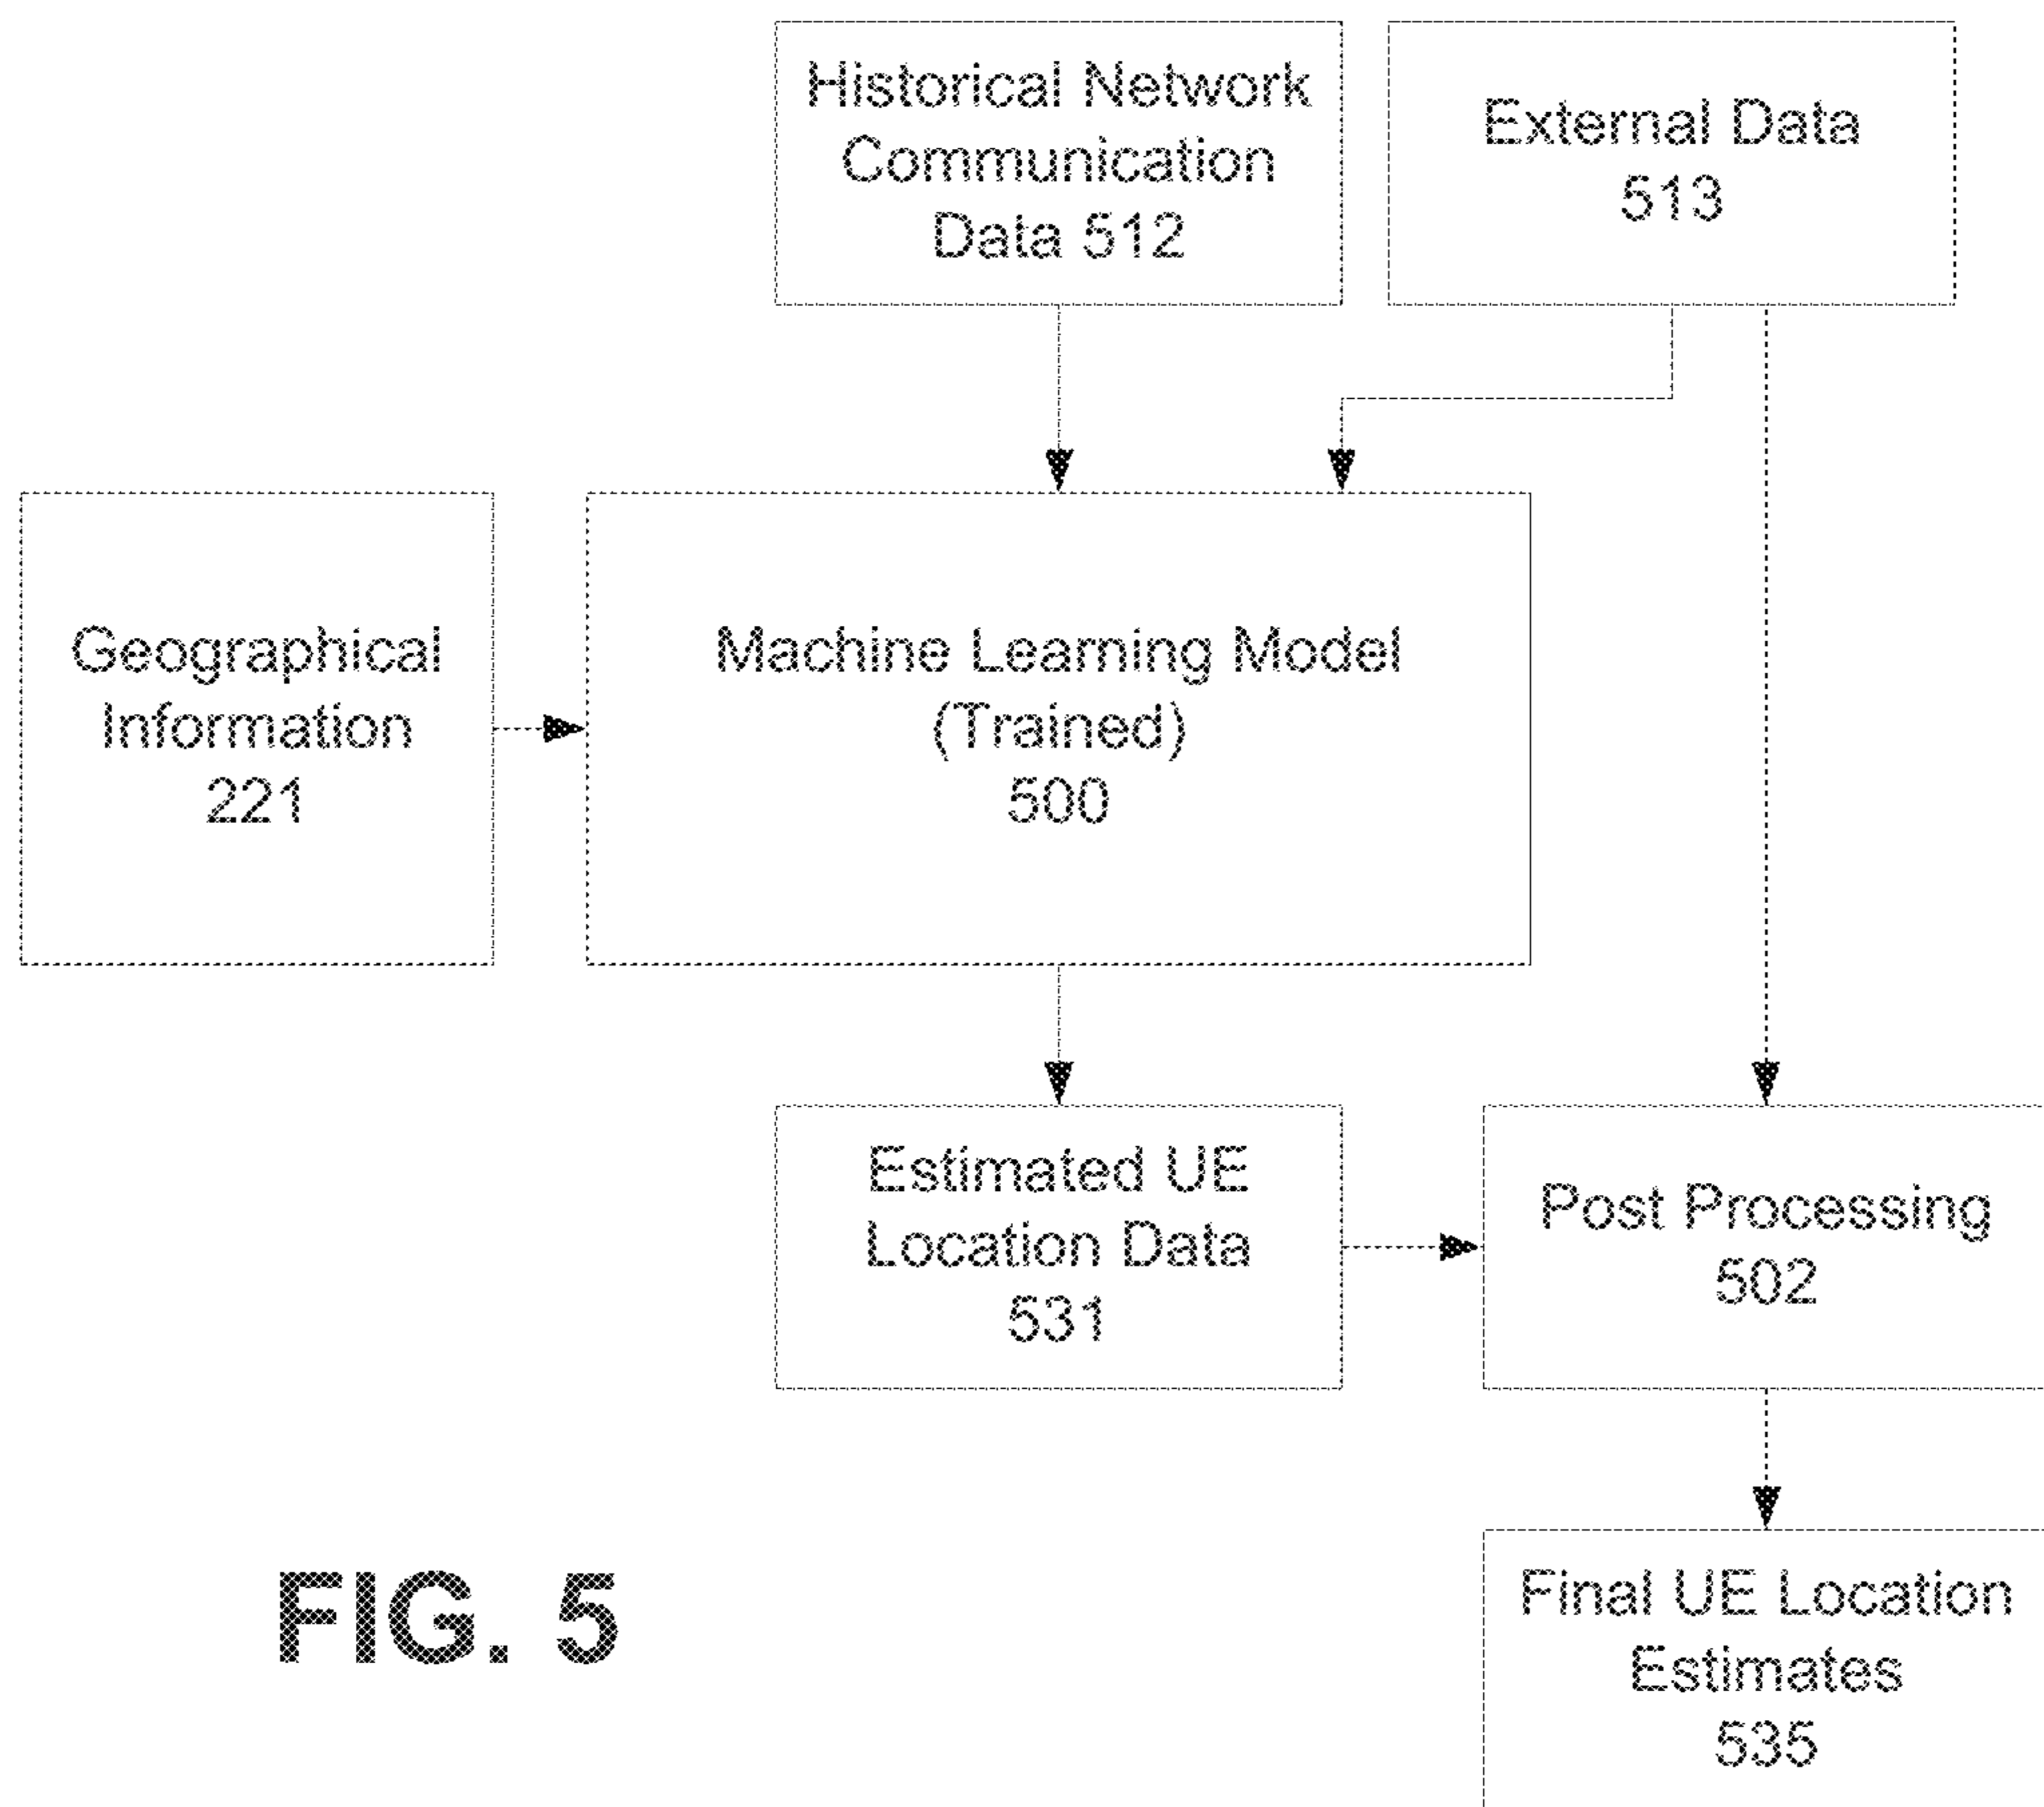 Historical Network
Communication
Data 512
External Data
513
Geographical
Information
221
Machine Learning Model
(Trained)
500
Estimated UE
Location Data
531
Post Processing
502
Final UE Location
Estimates
535
FIG. 5